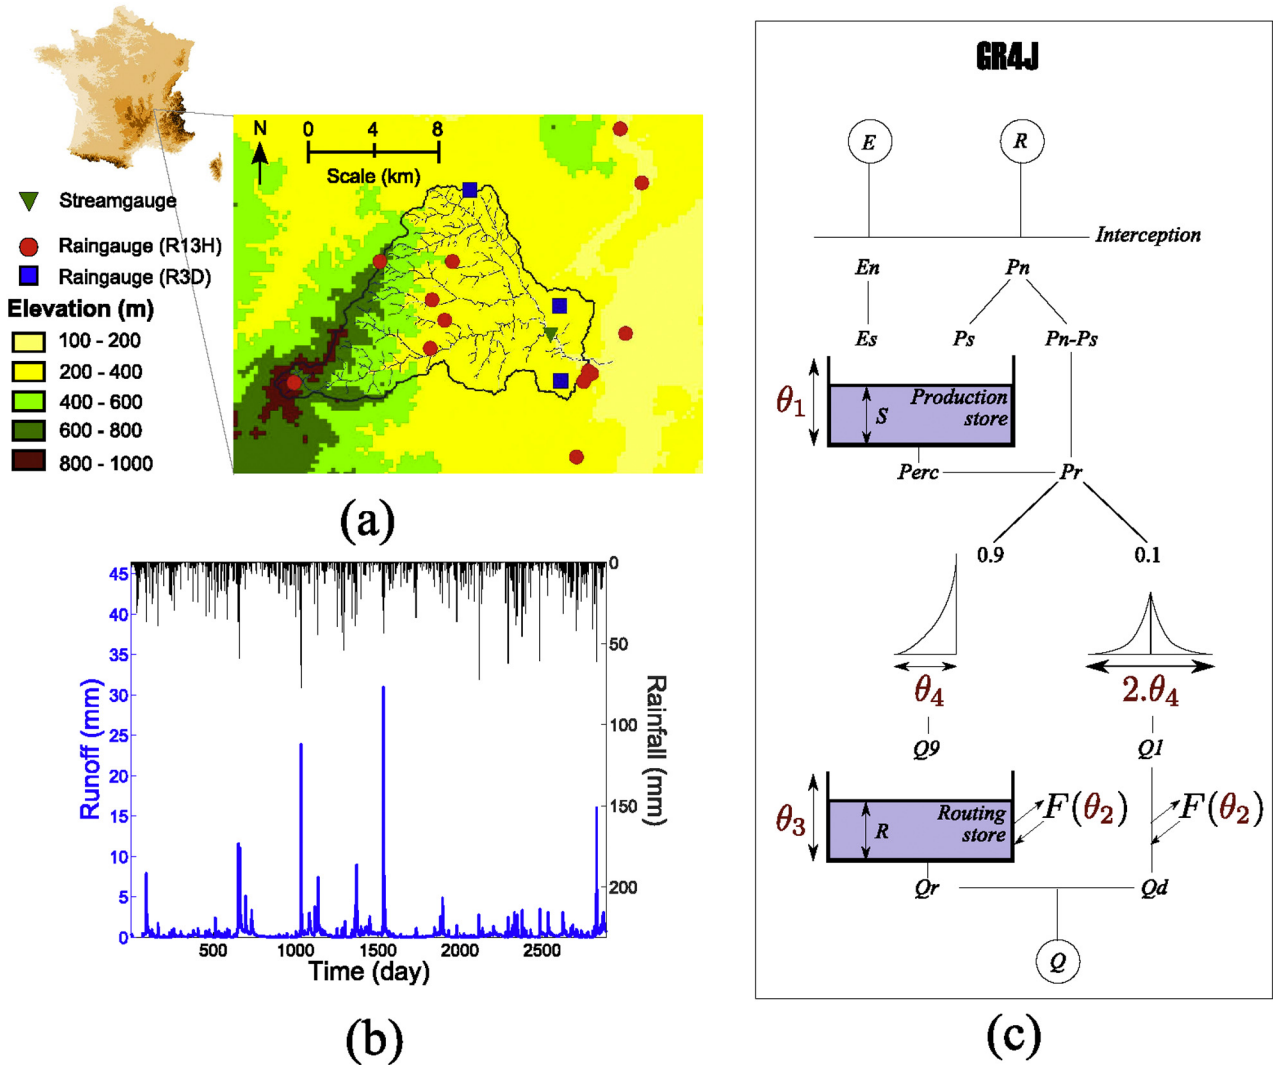 N
0 4 8
Scale (km)
Streamgauge
Raingauge (R13H)
Raingauge (R3D)
Elevation (m)
100 - 200
200 - 400
400 - 600
600 - 800
800 - 1000
(a)
45
40
35
30
25
20
15
10
5
0
Runoff (mm)
0
50
100
150
200
Rainfall (mm)
500 1000 1500 2000 2500
Time (day)
(b)
GR4J
E R
Interception
En Pn
Es Ps Pn-Ps
θ1
S
Production
store
Perc Pr
0.9 0.1
θ4 2.θ4
Q9 Q1
θ3
R
Routing
store
F(θ2) F(θ2)
Qr Qd
Q
(c)